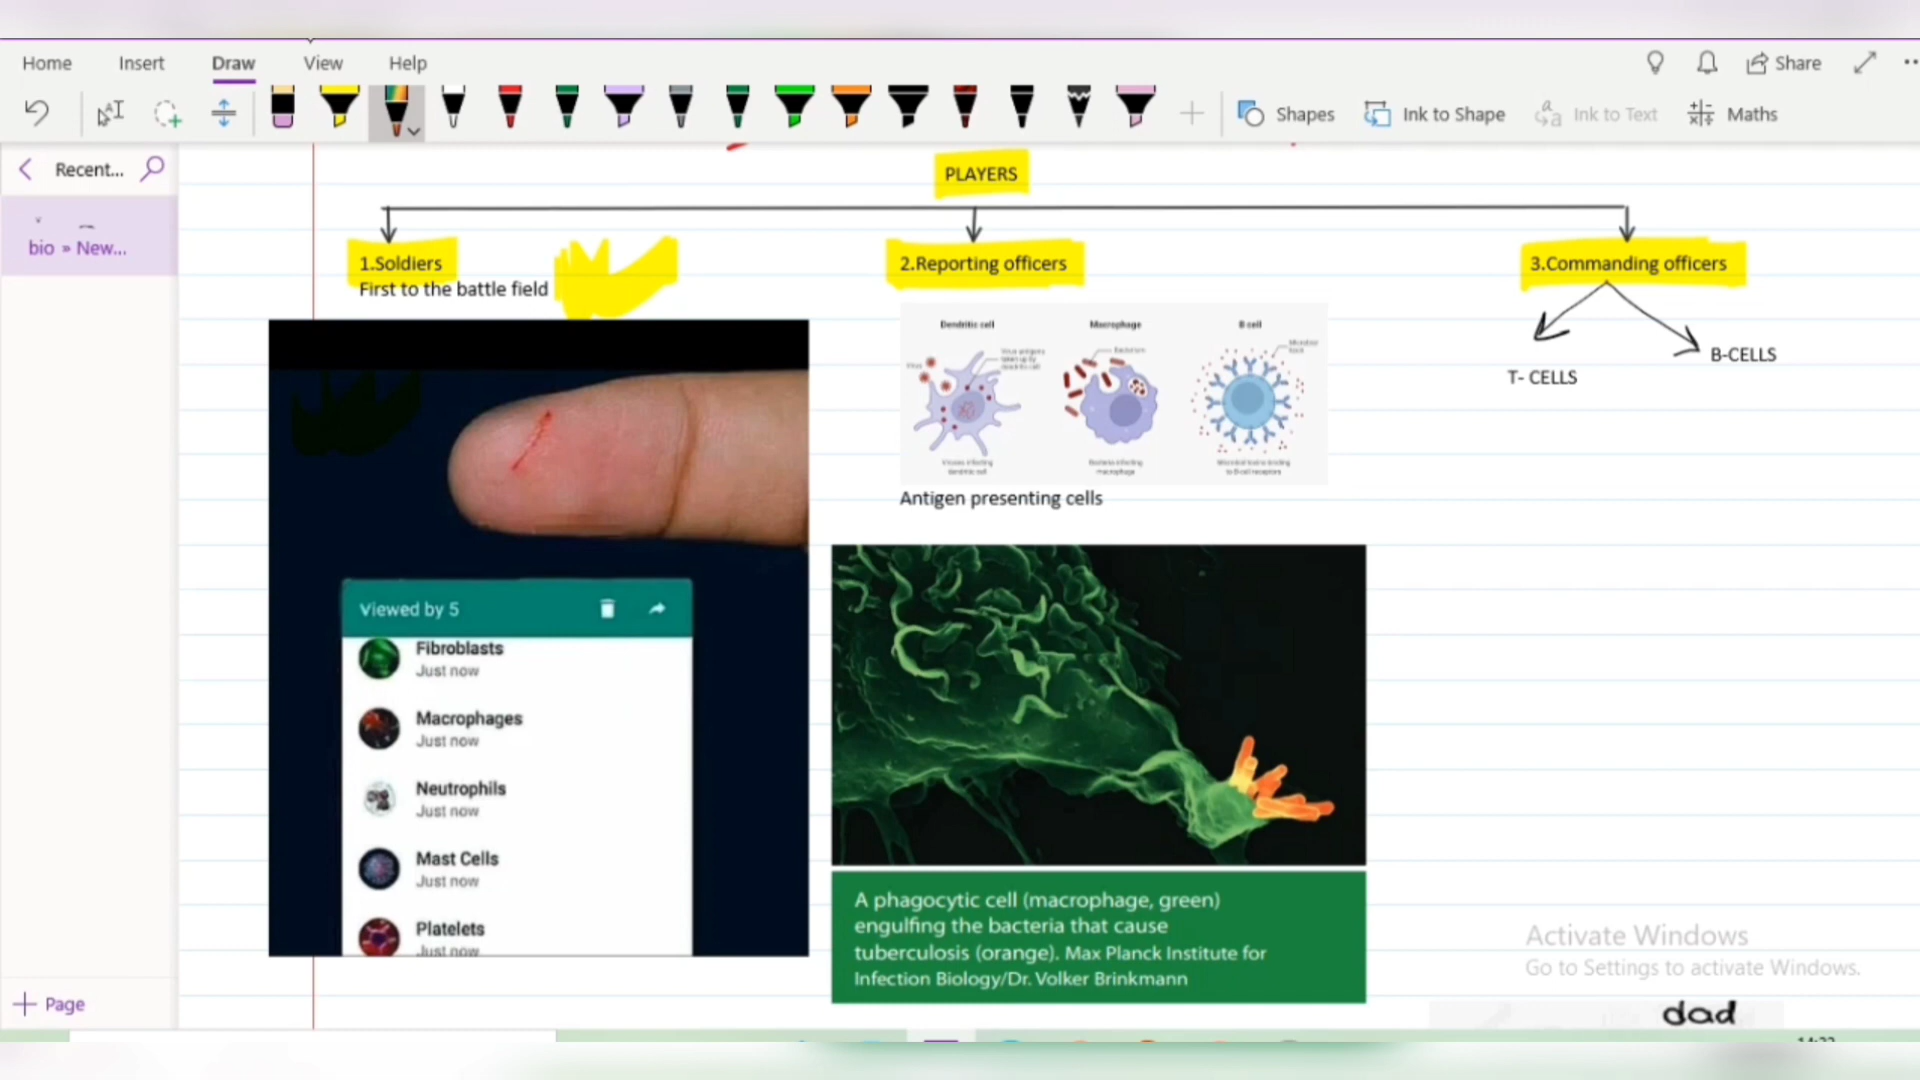 Home Insert Draw View Help Share
Shapes Ink to Shape Ink to Text Maths
Recent...
bio » New...
Page
PLAYERS
1.Soldiers
First to the battle field
2.Reporting officers
3.Commanding officers
T- CELLS
B-CELLS
Dendritic cell Macrophage B cell
Virus
Bacterium
Antigen presenting cells
Viewed by 5
Fibroblasts
Just now
Macrophages
Just now
Neutrophils
Just now
Mast Cells
Just now
Platelets
Just now
A phagocytic cell (macrophage, green)
engulfing the bacteria that cause
tuberculosis (orange). Max Planck Institute for
Infection Biology/Dr. Volker Brinkmann
Activate Windows
Go to Settings to activate Windows.
dad